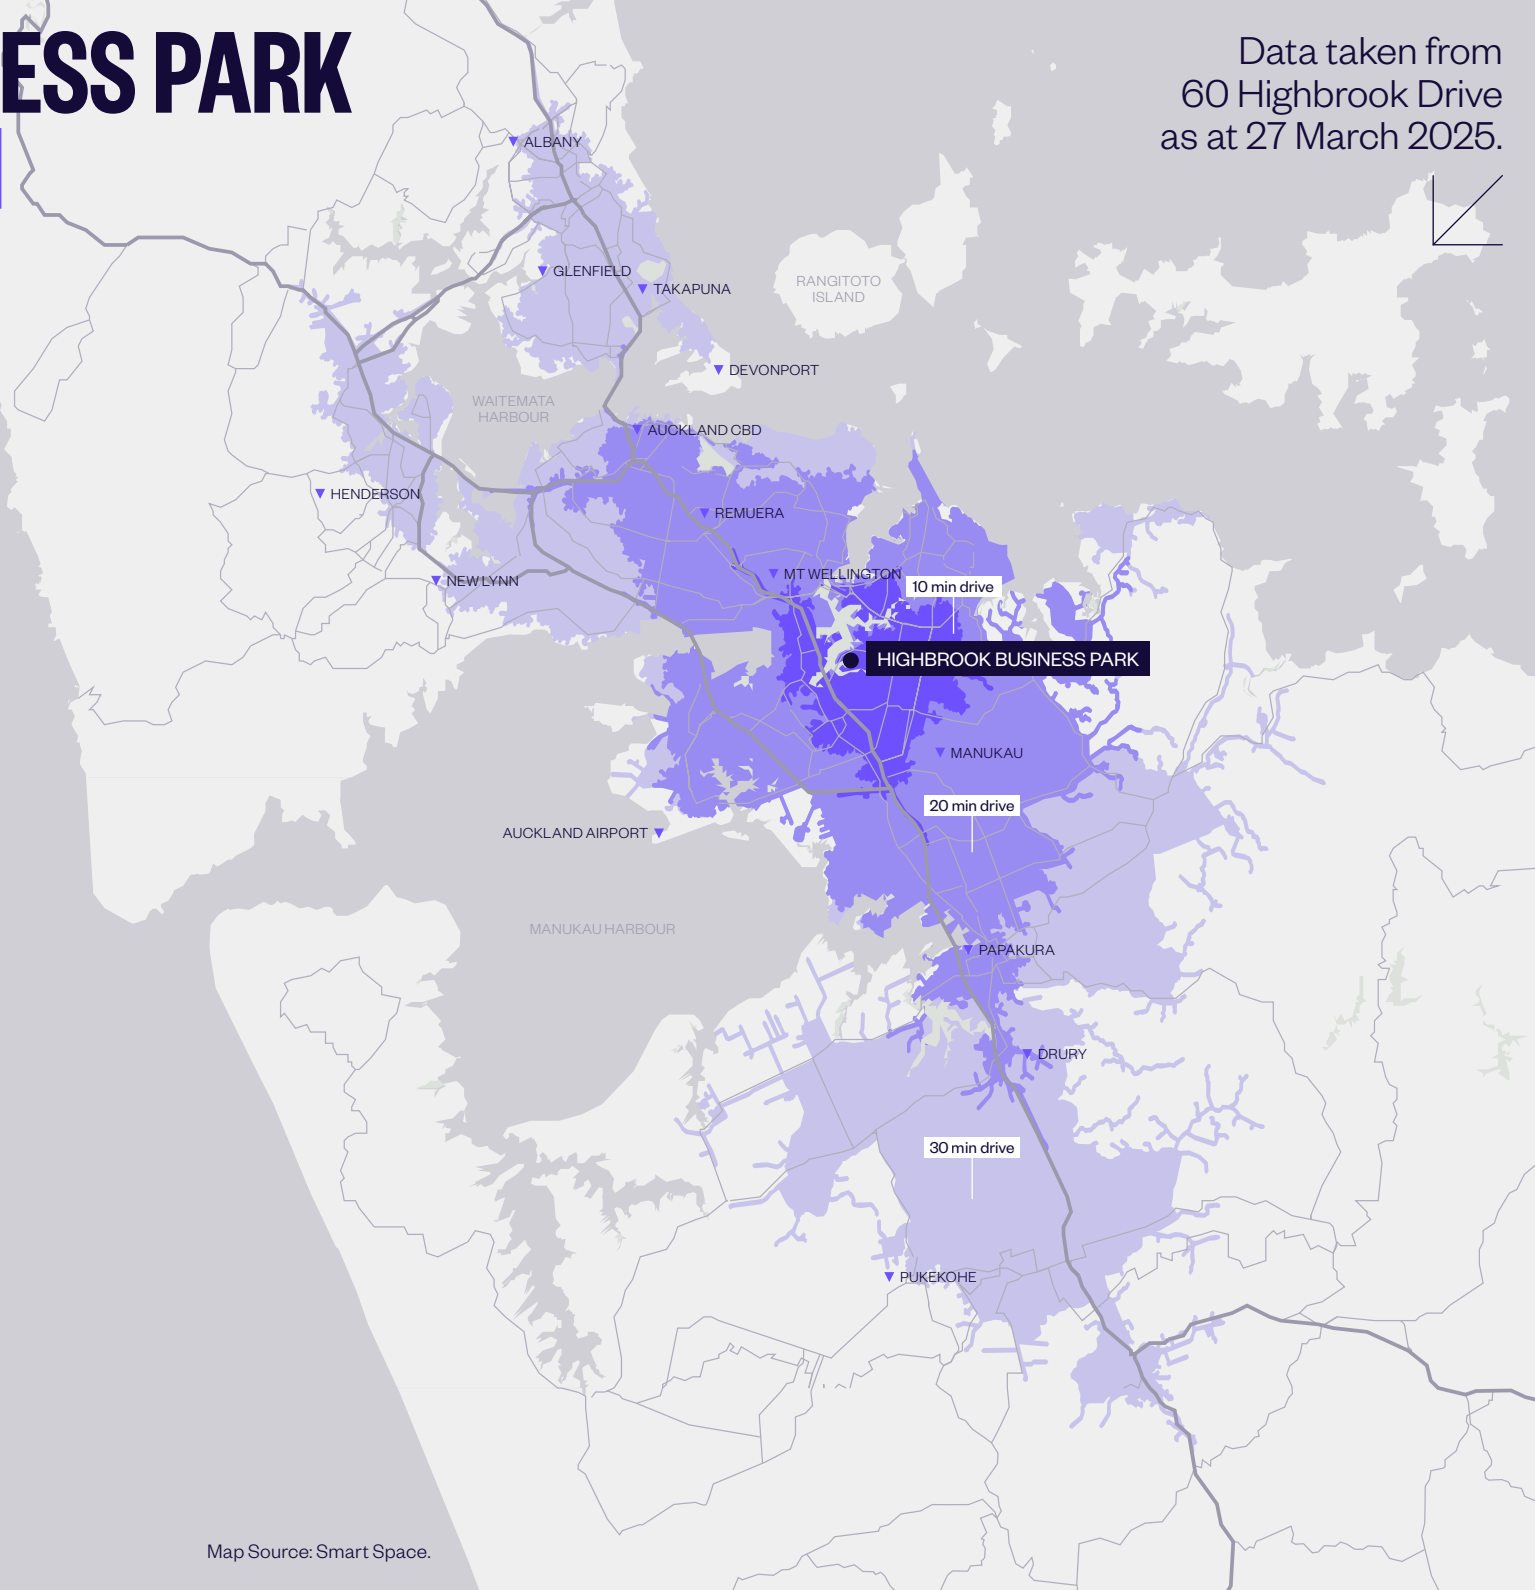 ESS PARK
Data taken from
60 Highbrook Drive
as at 27 March 2025.
ALBANY
GLENFIELD
TAKAPUNA
RANGITOTO
ISLAND
DEVONPORT
WAITEMATA
HARBOUR
AUCKLAND CBD
HENDERSON
REMUERA
NEW LYNN
MT WELLINGTON
10 min drive
HIGHBROOK BUSINESS PARK
MANUKAU
20 min drive
AUCKLAND AIRPORT
MANUKAU HARBOUR
PAPAKURA
DRURY
30 min drive
PUKEKOHE
Map Source: Smart Space.